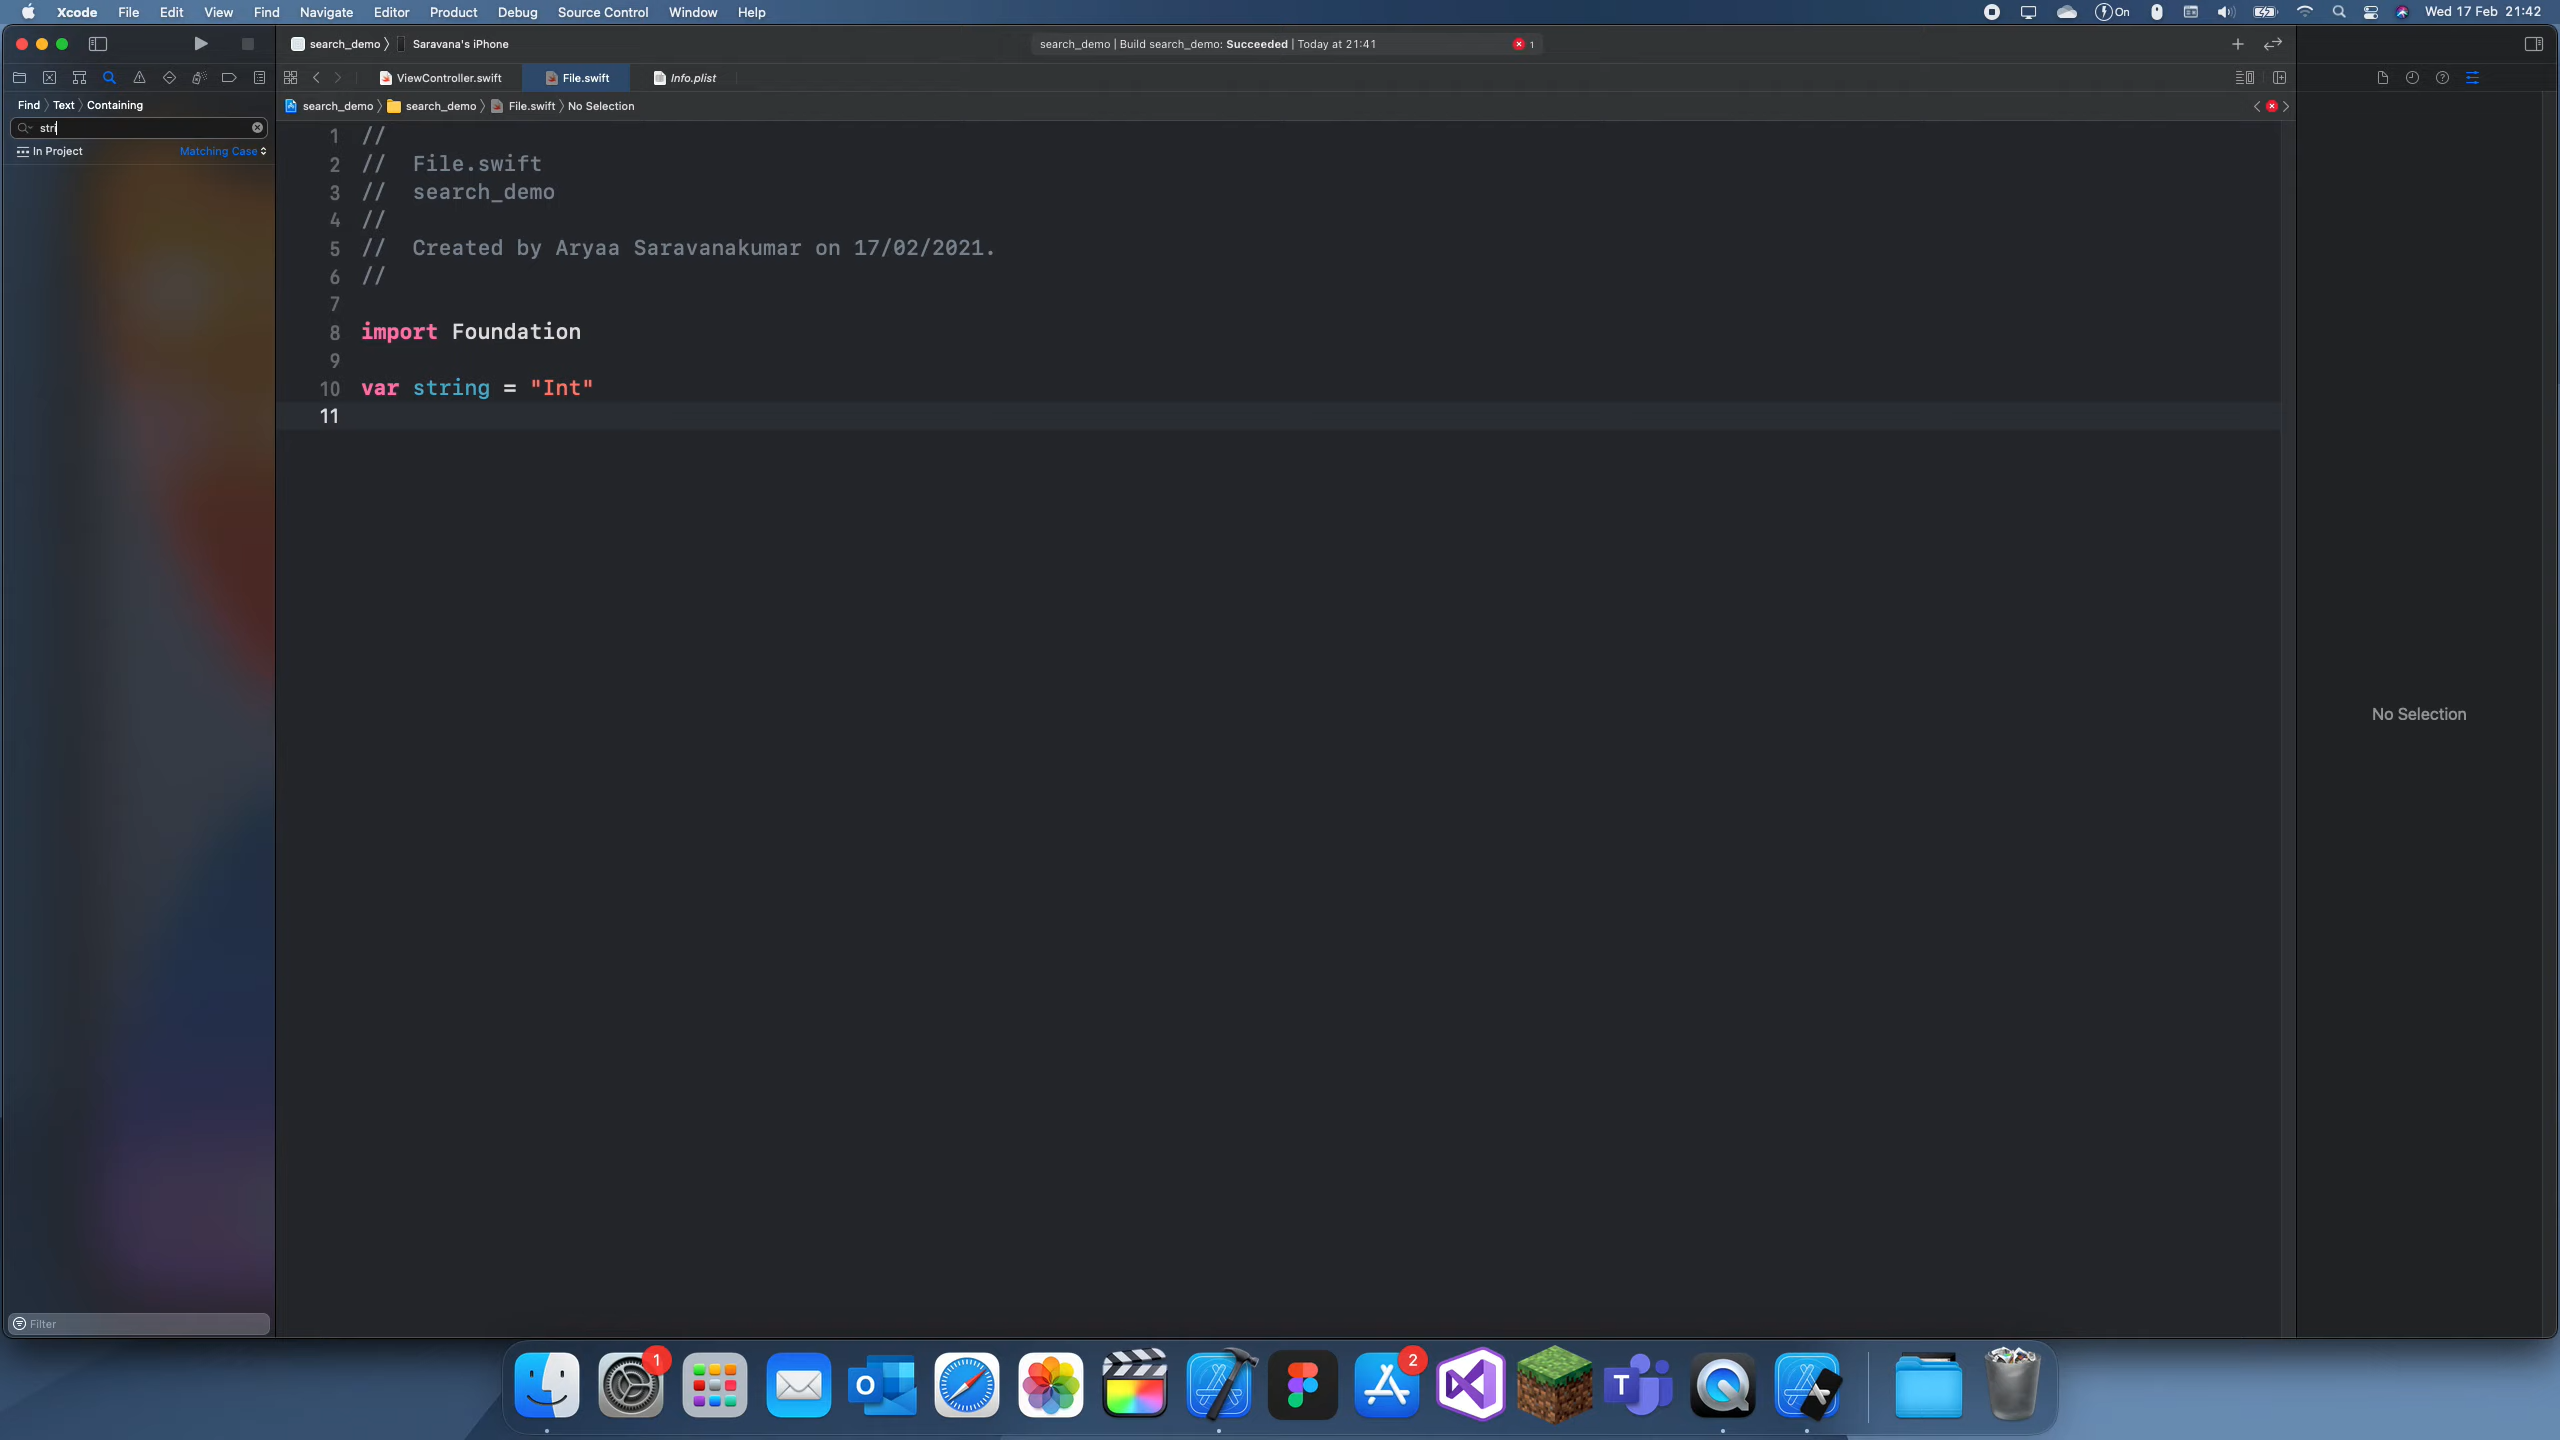 Xcode File Edit View Find Navigate Editor Product Debug Source Control Window Help On Wed 17 Feb 21:42
search_demo Saravana's iPhone search_demo | Build search_demo: Succeeded | Today at 21:41 1
ViewController.swift File.swift Info.plist
Find Text Containing
search_demo search_demo File.swift No Selection
stri
In Project Matching Case
1 //
2 // File.swift
3 // search_demo
4 //
5 // Created by Aryaa Saravanakumar on 17/02/2021.
6 //
7
8 import Foundation
9
10 var string = "Int"
11
No Selection
Filter
1
2
O
T